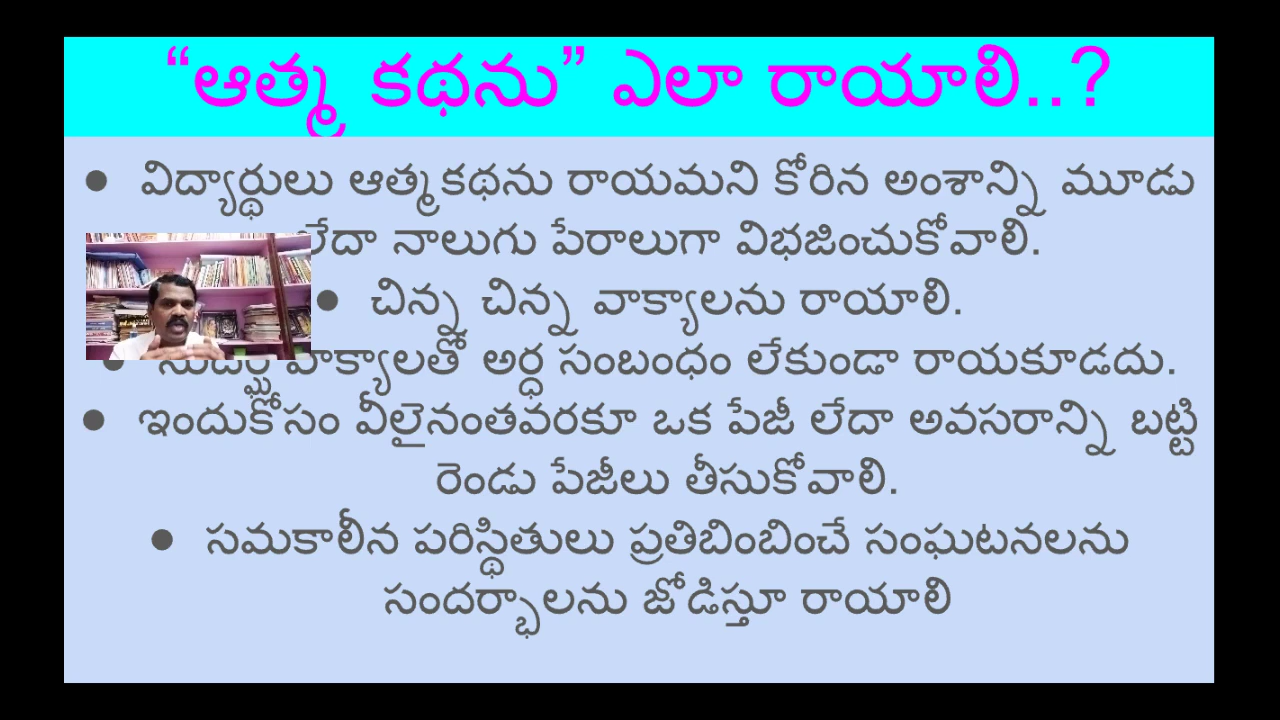 “ఆత్మ కథను” ఎలా రాయాలి..?
● విద్యార్థులు ఆత్మకథను రాయమని కోరిన అంశాన్ని మూడు
లేదా నాలుగు పేరాలుగా విభజించుకోవాలి.
● చిన్న చిన్న వాక్యాలను రాయాలి.
● సుదీర్ఘ వాక్యాలతో అర్ధ సంబంధం లేకుండా రాయకూడదు.
● ఇందుకోసం వీలైనంతవరకూ ఒక పేజీ లేదా అవసరాన్ని బట్టి
రెండు పేజీలు తీసుకోవాలి.
● సమకాలీన పరిస్థితులు ప్రతిబింబించే సంఘటనలను
సందర్భాలను జోడిస్తూ రాయాలి